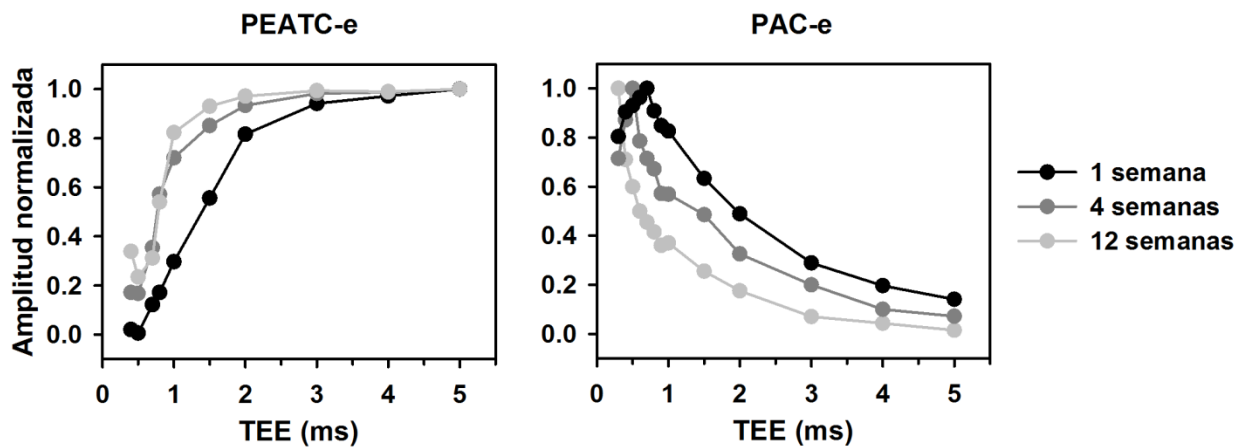 PEATC-e
PAC-e
Amplitud normalizada
1.0
0.8
0.6
0.4
0.2
0.0
0 1 2 3 4 5
TEE (ms)
1.0
0.8
0.6
0.4
0.2
0.0
0 1 2 3 4 5
TEE (ms)
1 semana
4 semanas
12 semanas